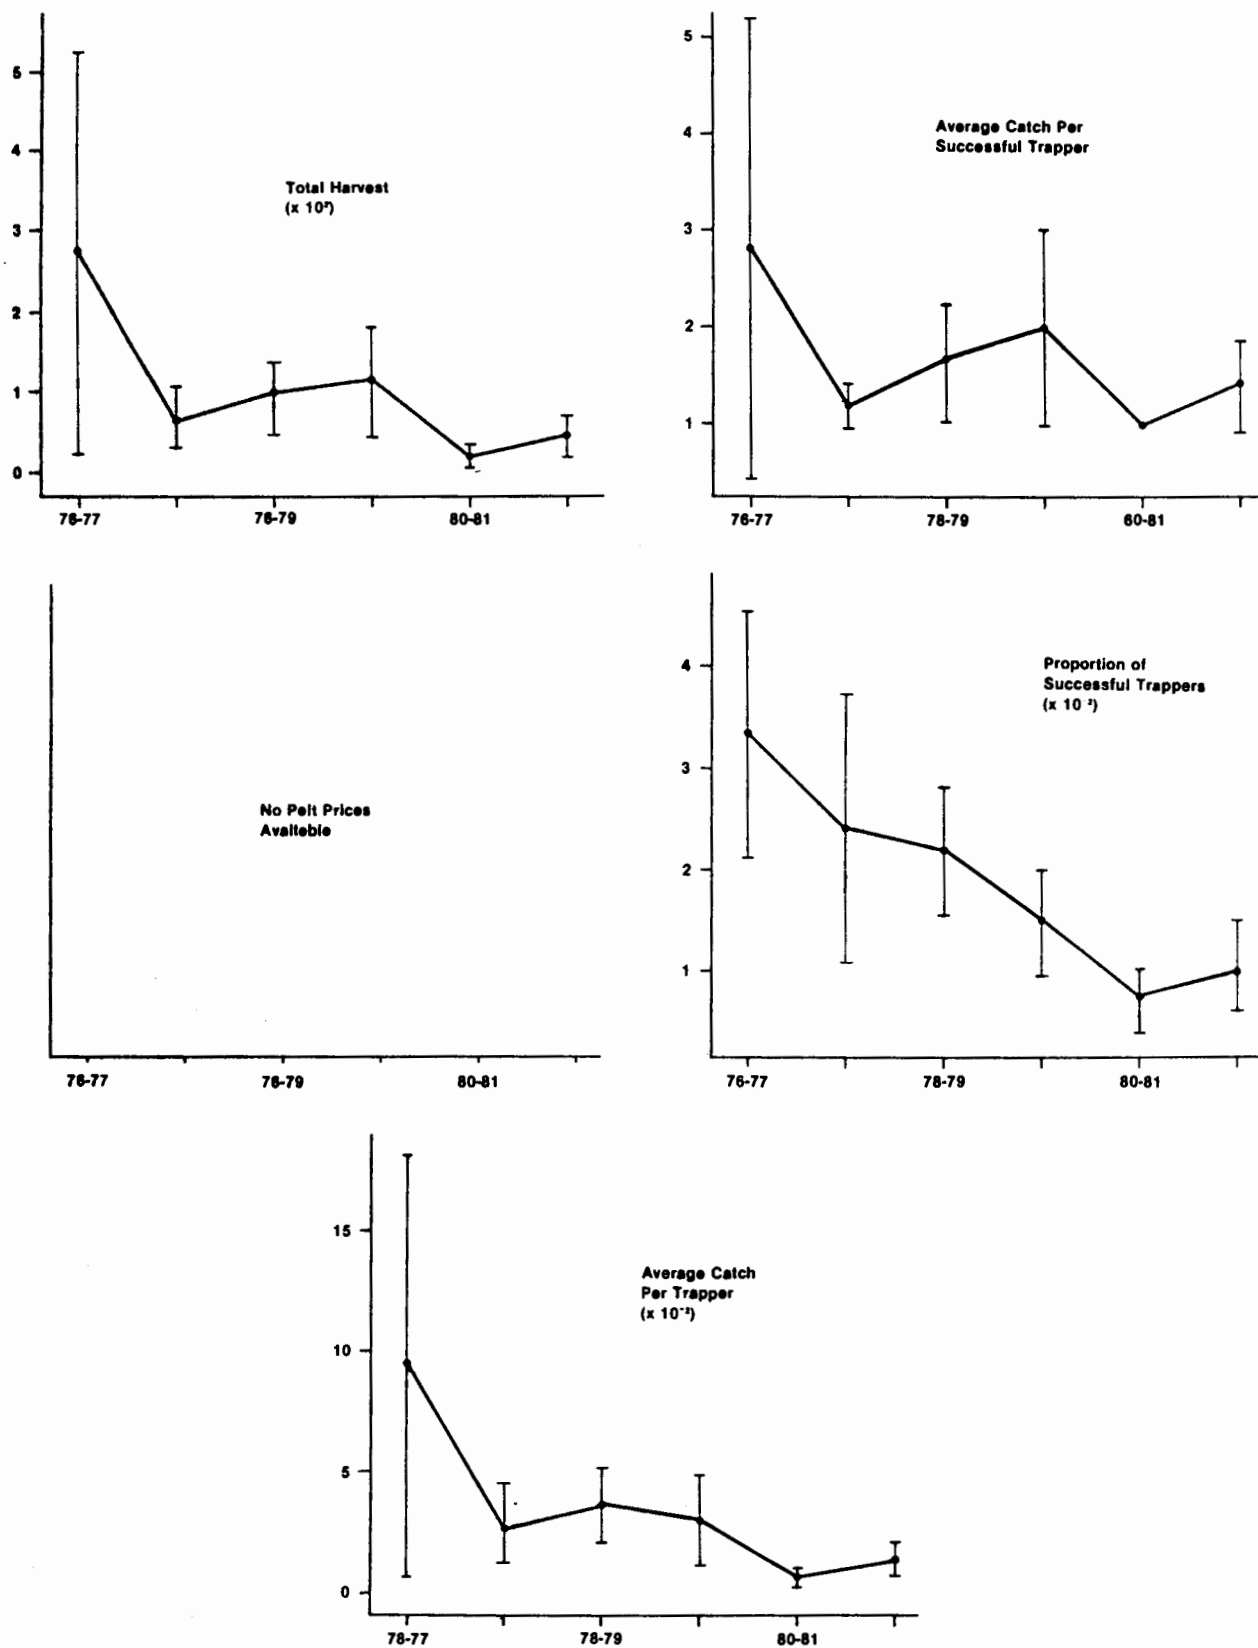 5
4
3
2
1
0
Total Harvest
(x 10²)
76-77
76-79
80-81
5
4
3
2
1
Average Catch Per
Successful Trapper
76-77
78-79
60-81
No Pelt Prices
Avaiteble
76-77
76-79
80-81
4
3
2
1
Proportion of
Successful Trappers
(x 10 ²)
76-77
78-79
80-81
15
10
5
0
Average Catch
Per Trapper
(x 10⁻²)
78-77
78-79
80-81